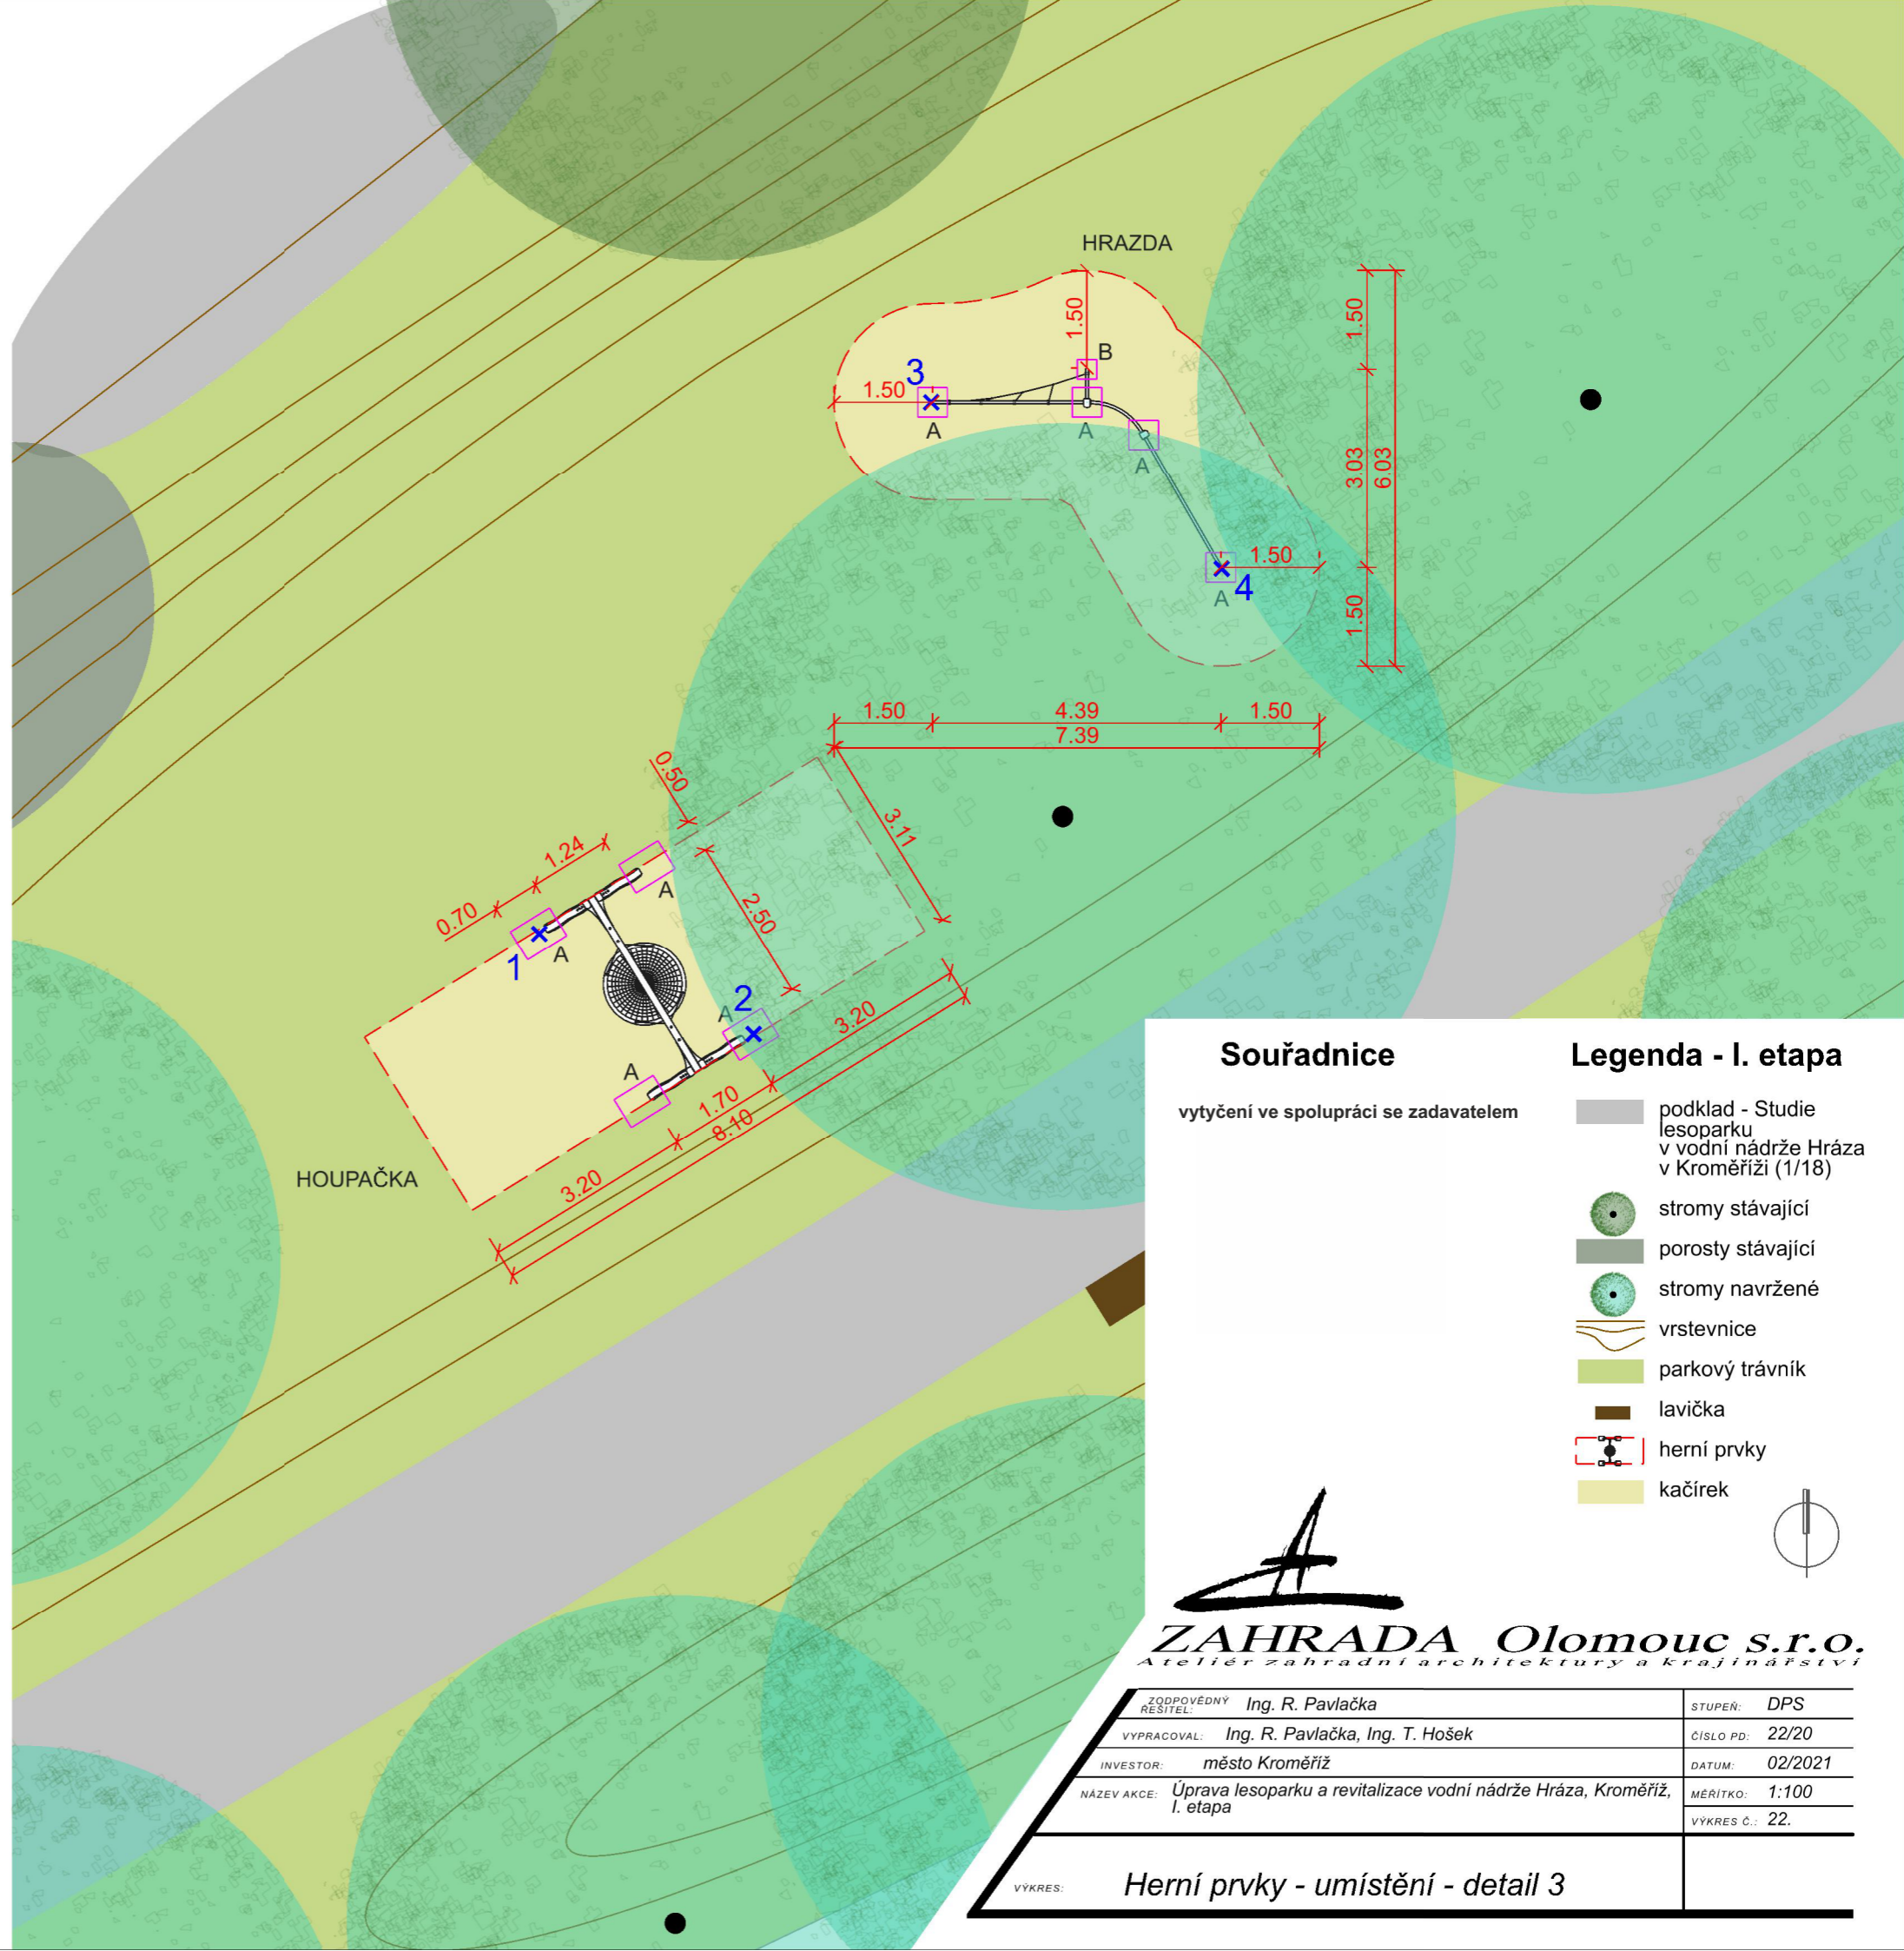 HRAZDA
1.50
1.50
B
3
1.50
A
A
A
3.03
6.03
1.50
4
A
1.50
1.50
4.39
1.50
7.39
0.50
3.11
1.24
0.70
2.50
A
A
1
2
A
3.20
A
1.70
8.10
3.20
HOUPAČKA
Souřadnice
vytyčení ve spolupráci se zadavatelem
Legenda - I. etapa
podklad - Studie
lesoparku
v vodní nádrže Hráza
v Kroměříži (1/18)
stromy stávající
porosty stávající
stromy navržené
vrstevnice
parkový trávník
lavička
herní prvky
kačírek
ZAHRADA Olomouc s.r.o.
Ateliér zahradní architektury a krajinářství
ZODPOVĚDNÝ
ŘEŠITEL: Ing. R. Pavlačka
STUPEŇ: DPS
VYPRACOVAL: Ing. R. Pavlačka, Ing. T. Hošek
ČÍSLO PD: 22/20
INVESTOR: město Kroměříž
DATUM: 02/2021
NÁZEV AKCE: Úprava lesoparku a revitalizace vodní nádrže Hráza, Kroměříž,
I. etapa
MĚŘÍTKO: 1:100
VÝKRES Č.: 22.
VÝKRES: Herní prvky - umístění - detail 3